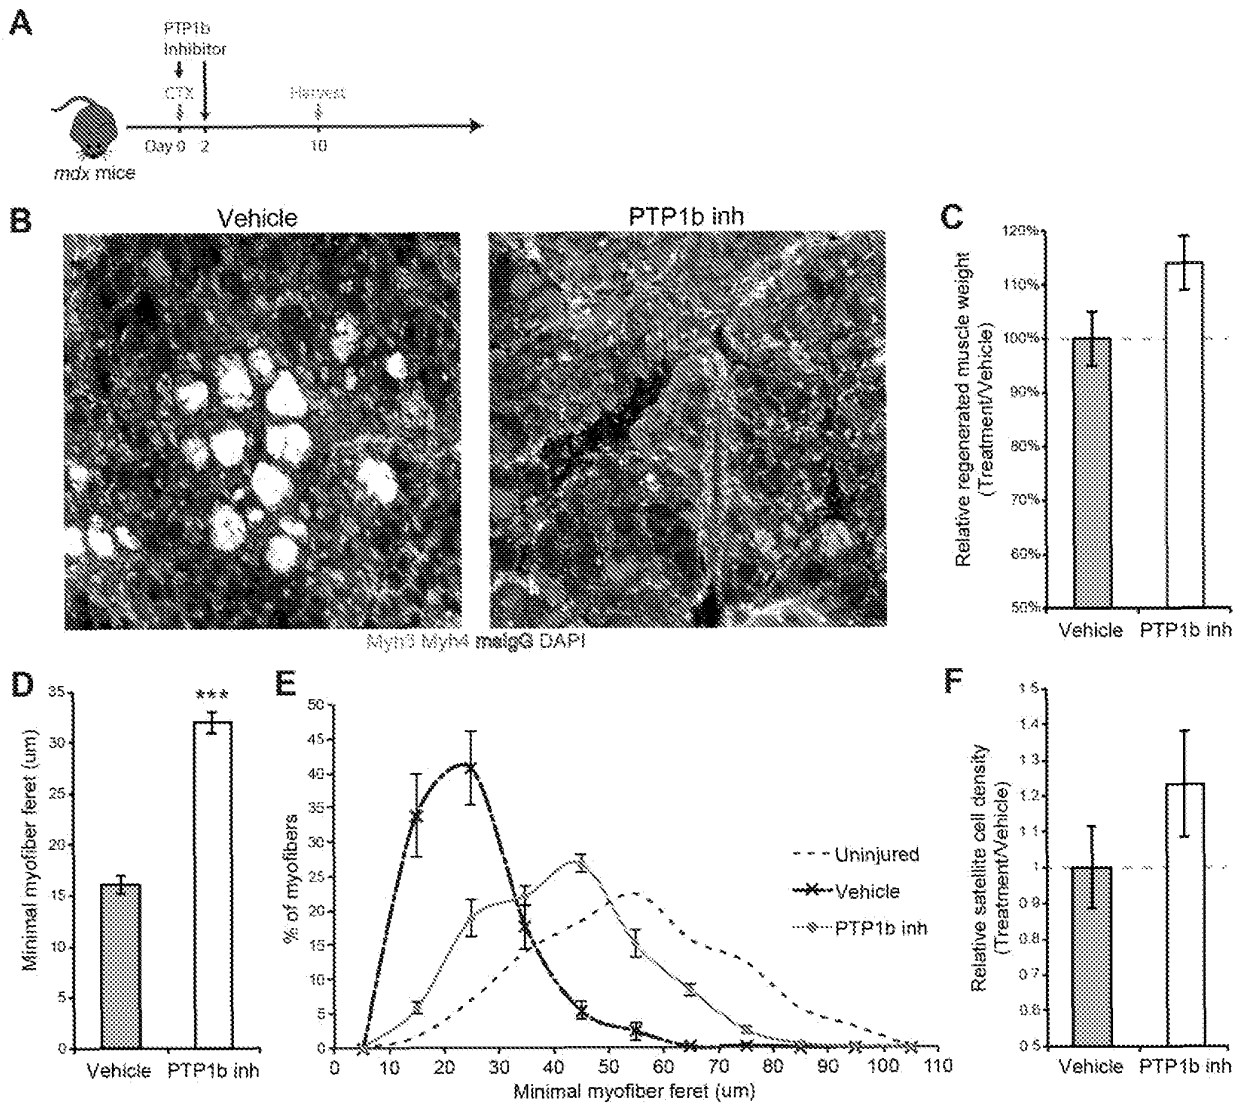 A
PTP1b
Inhibitor
CTX
Harvest
Day 0 2 10
mdx mice
B
Vehicle
PTP1b inh
Myh3 Myh4 msIgG DAPI
C
Relative regenerated muscle weight
(Treatment/Vehicle)
120%
110%
100%
90%
80%
70%
60%
50%
Vehicle PTP1b inh
D
Minimal myofiber feret (um)
35
30
25
20
15
10
5
0
***
Vehicle PTP1b inh
E
% of myofibers
50
45
40
35
30
25
20
15
10
5
0
0 10 20 30 40 50 60 70 80 90 100 110
Minimal myofiber feret (um)
Uninjured
Vehicle
PTP1b inh
F
Relative satellite cell density
(Treatment/Vehicle)
1.5
1.4
1.3
1.2
1.1
1
0.9
0.8
0.7
0.6
0.5
Vehicle PTP1b inh